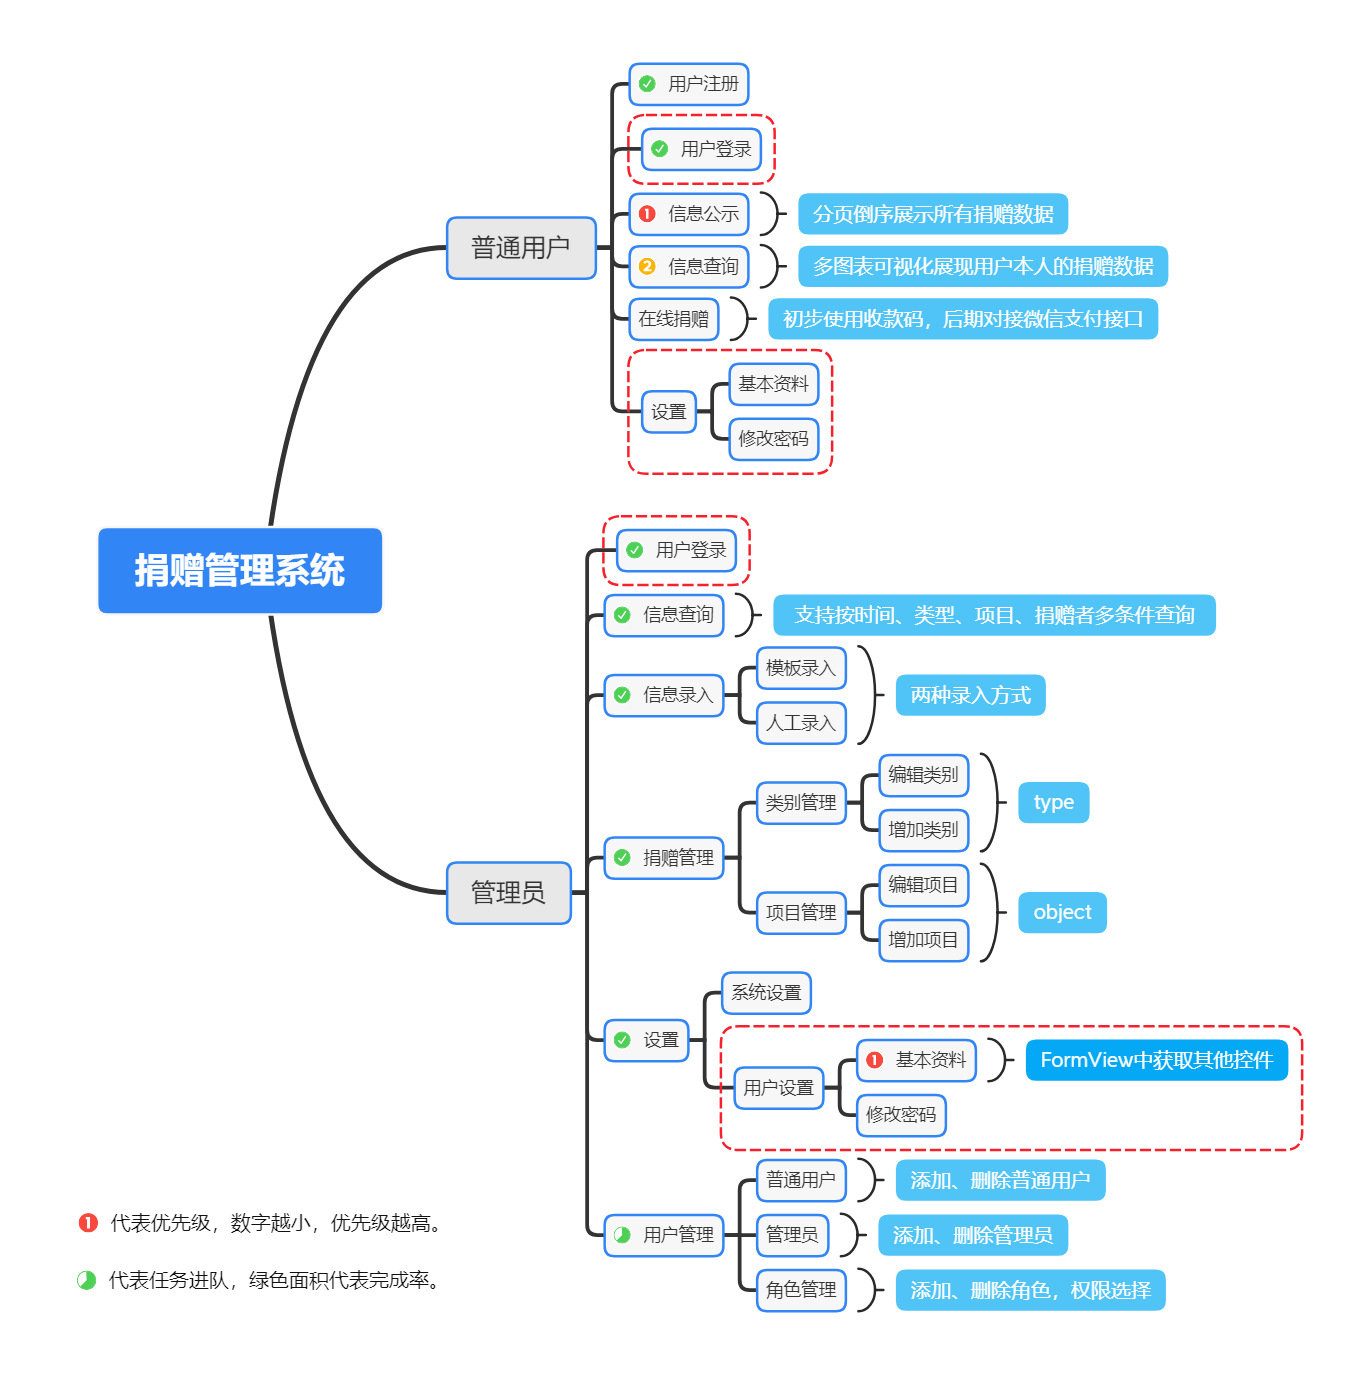 捐赠管理系统
普通用户
用户注册
用户登录
1 信息公示
分页倒序展示所有捐赠数据
2 信息查询
多图表可视化展现用户本人的捐赠数据
在线捐赠
初步使用收款码，后期对接微信支付接口
设置
基本资料
修改密码
管理员
用户登录
信息查询
支持按时间、类型、项目、捐赠者多条件查询
信息录入
模板录入
人工录入
两种录入方式
捐赠管理
类别管理
编辑类别
增加类别
type
项目管理
编辑项目
增加项目
object
设置
系统设置
用户设置
1 基本资料
FormView中获取其他控件
修改密码
用户管理
普通用户
添加、删除普通用户
管理员
添加、删除管理员
角色管理
添加、删除角色，权限选择
1 代表优先级，数字越小，优先级越高。
代表任务进队，绿色面积代表完成率。